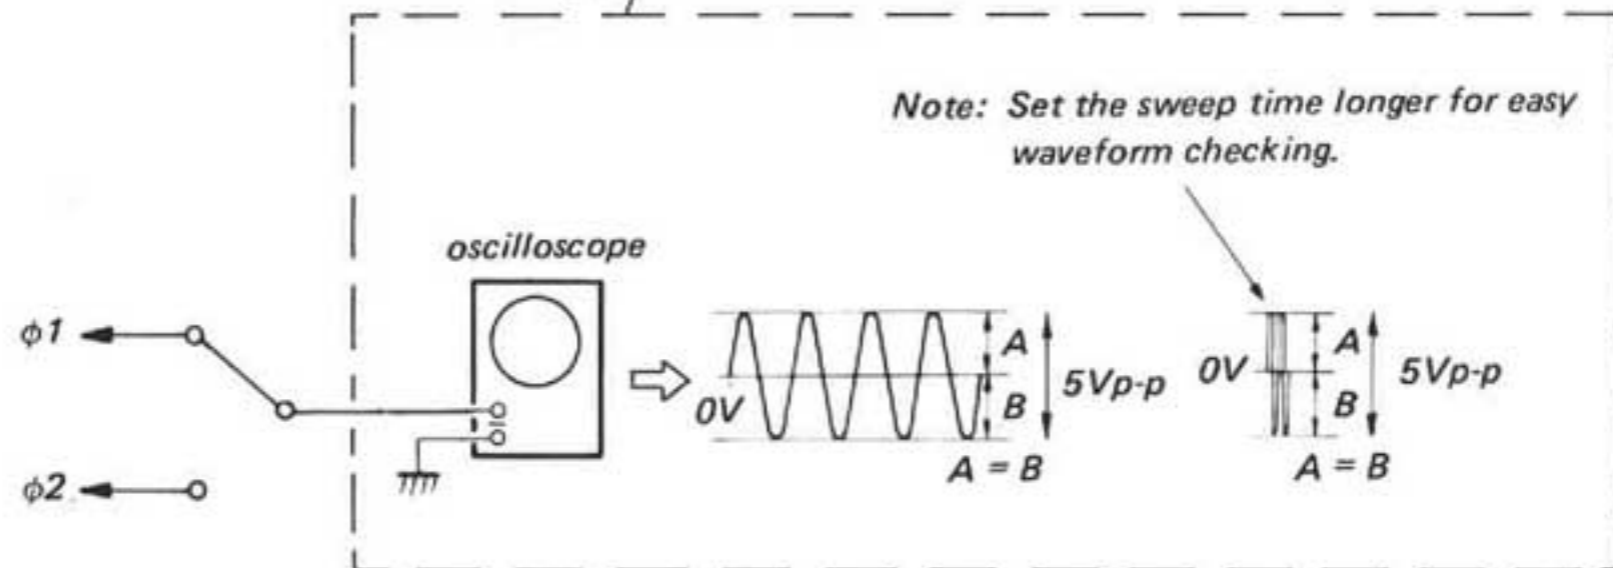 Note: Set the sweep time longer for easy
waveform checking.
oscilloscope
φ1
φ2
0V
A
B
5Vp-p
A = B
0V
A
B
5Vp-p
A = B